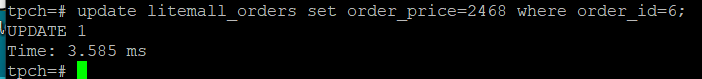 tpch=# update litemall_orders set order_price=2468 where order_id=6;
UPDATE 1
Time: 3.585 ms
tpch=#